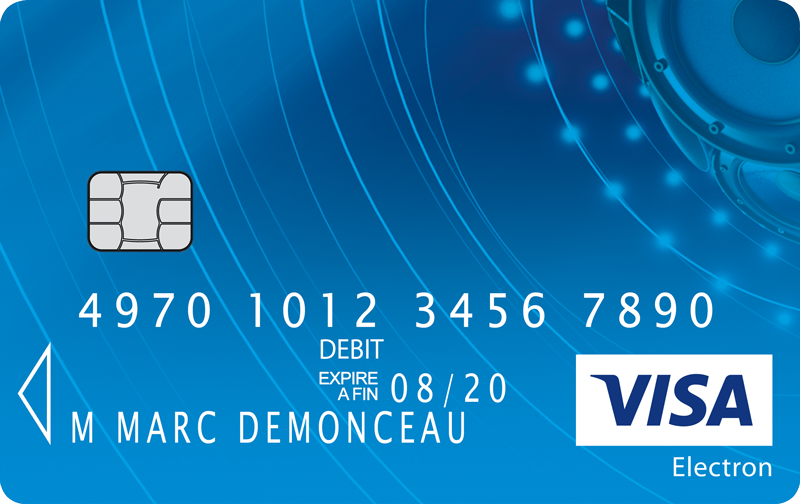 4970 1012 3456 7890
DEBIT
EXPIRE
A FIN 08/20
M MARC DEMONCEAU
VISA
Electron